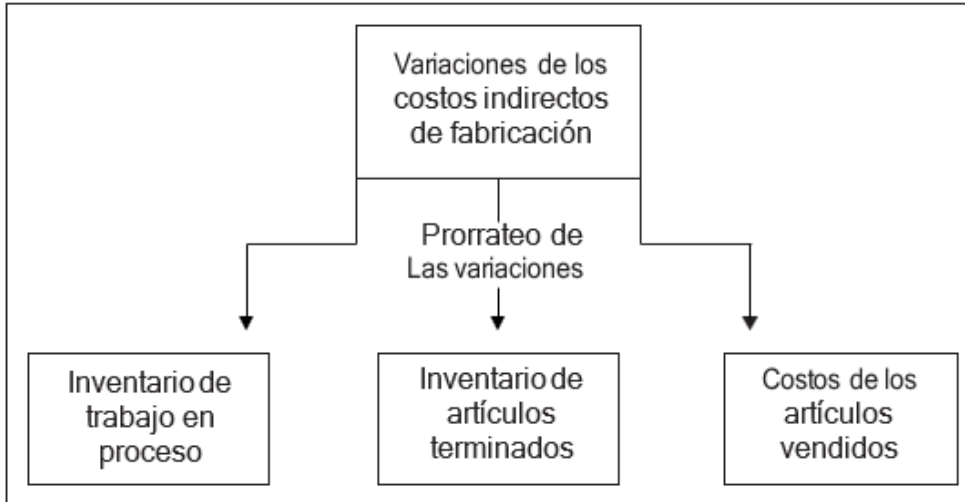 Variaciones de los
costos indirectos
de fabricación
Prorrateo de
Las variaciones
Inventario de
trabajo en
proceso
Inventario de
artículos
terminados
Costos de los
artículos
vendidos